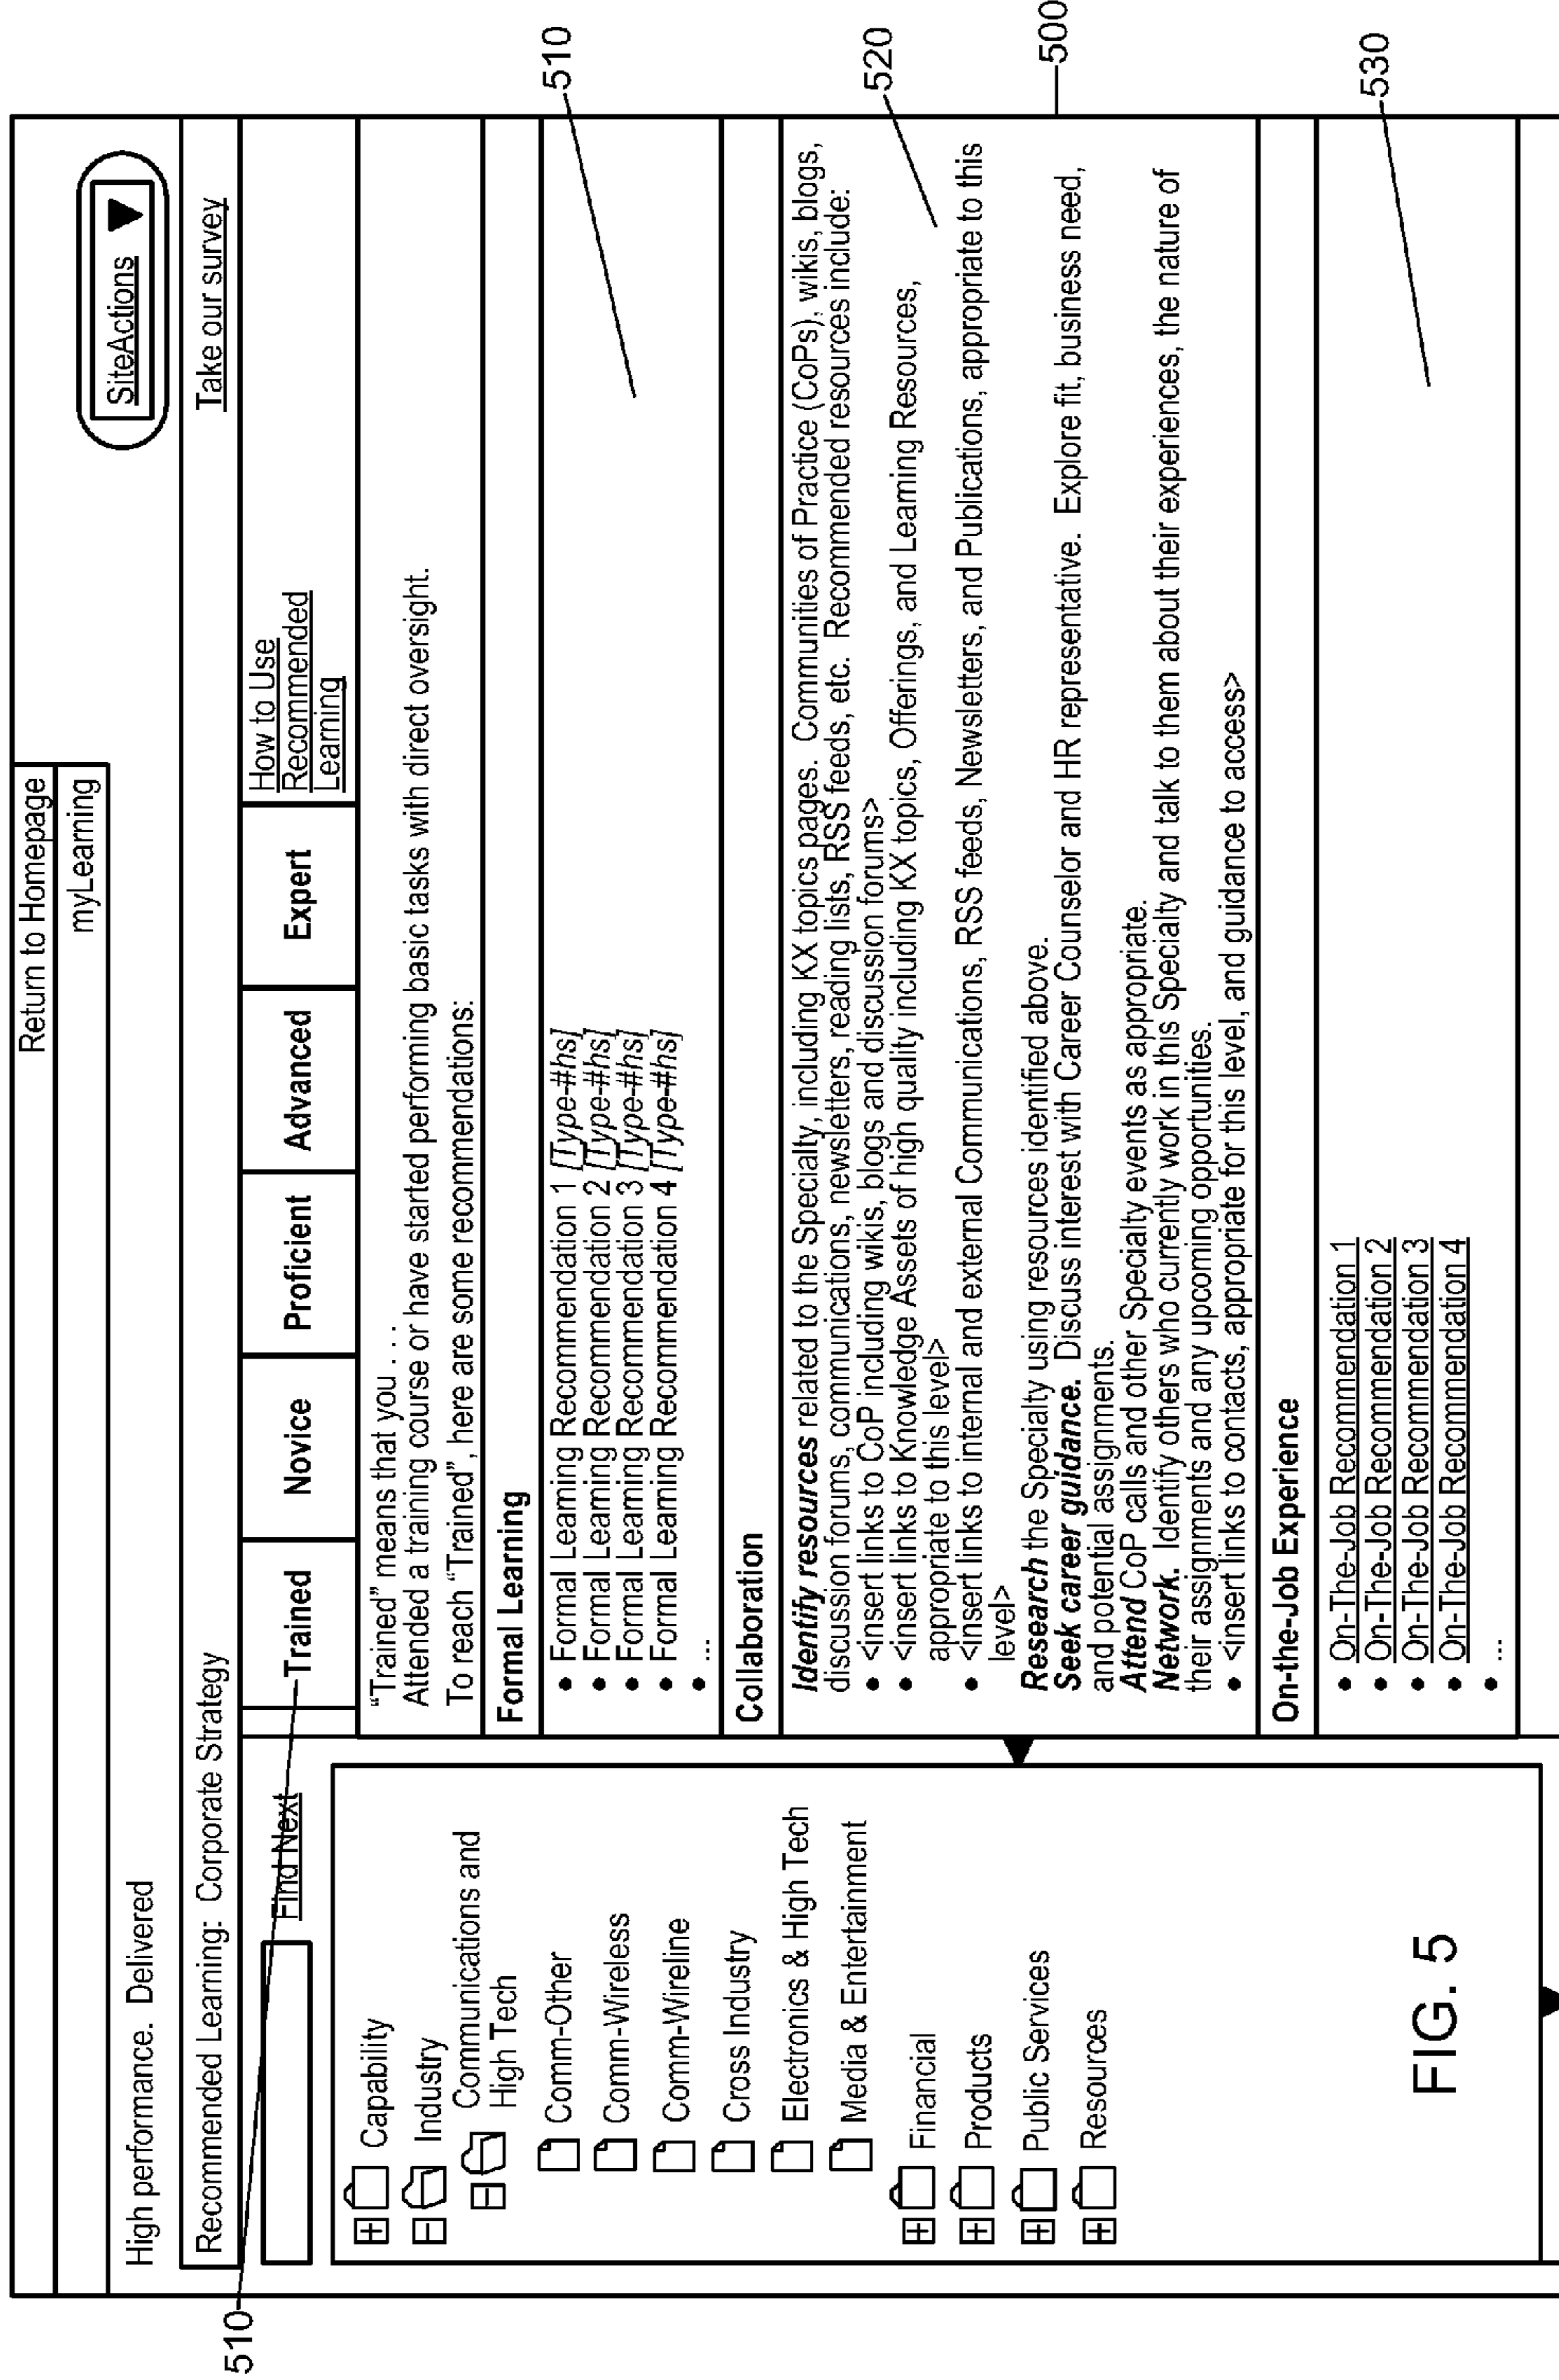 Return to Homepage
myLearning
SiteActions
High performance. Delivered
Recommended Learning: Corporate Strategy
Take our survey
510
Find Next
Trained
Novice
Proficient
Advanced
Expert
How to Use
Recommended
Learning
Capability
Industry
Communications and
High Tech
Comm-Other
Comm-Wireless
Comm-Wireline
Cross Industry
Electronics & High Tech
Media & Entertainment
Financial
Products
Public Services
Resources
"Trained" means that you . . .
Attended a training course or have started performing basic tasks with direct oversight.
To reach "Trained", here are some recommendations:
Formal Learning
• Formal Learning Recommendation 1 [Type-#hs]
• Formal Learning Recommendation 2 [Type-#hs]
• Formal Learning Recommendation 3 [Type-#hs]
• Formal Learning Recommendation 4 [Type-#hs]
• ...
510
Collaboration
Identify resources related to the Specialty, including KX topics pages. Communities of Practice (CoPs), wikis, blogs,
discussion forums, communications, newsletters, reading lists, RSS feeds, etc. Recommended resources include:
• <insert links to CoP including wikis, blogs and discussion forums>
• <insert links to Knowledge Assets of high quality including KX topics, Offerings, and Learning Resources,
appropriate to this level>
• <insert links to internal and external Communications, RSS feeds, Newsletters, and Publications, appropriate to this
level>
520
Research the Specialty using resources identified above.
Seek career guidance. Discuss interest with Career Counselor and HR representative. Explore fit, business need,
and potential assignments.
500
Attend CoP calls and other Specialty events as appropriate.
Network. Identify others who currently work in this Specialty and talk to them about their experiences, the nature of
their assignments and any upcoming opportunities.
• <insert links to contacts, appropriate for this level, and guidance to access>
On-the-Job Experience
• On-The-Job Recommendation 1
• On-The-Job Recommendation 2
• On-The-Job Recommendation 3
• On-The-Job Recommendation 4
• ...
530
FIG. 5